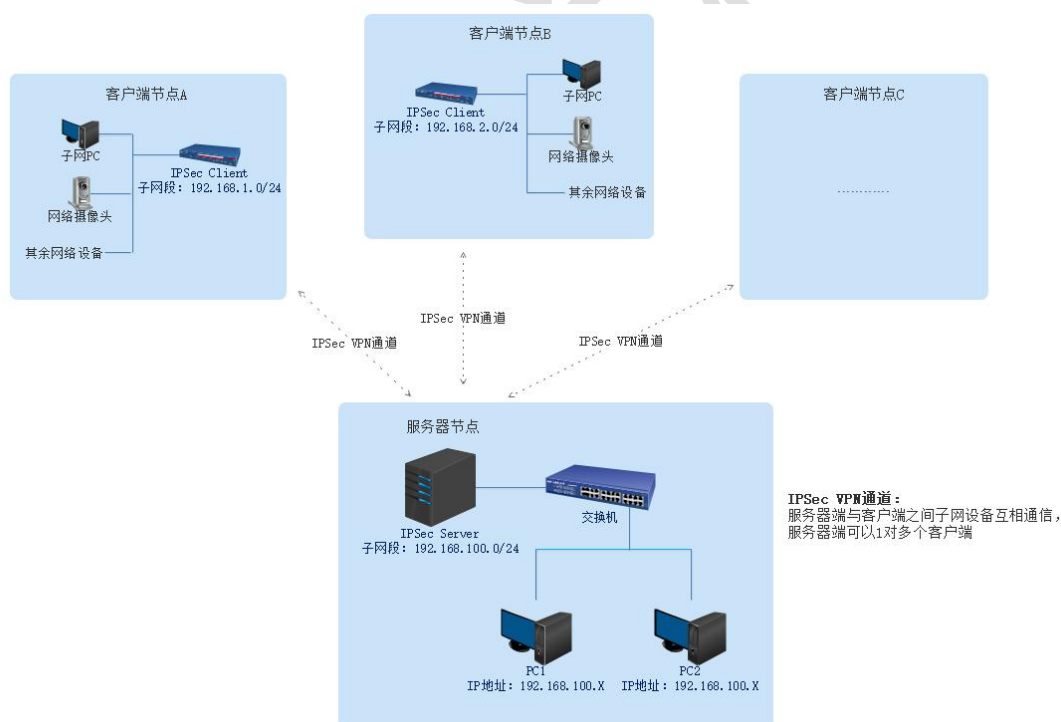 客户端节点B
子网PC
IPSec Client
子网段: 192.168.2.0/24
网络摄像头
其余网络设备
客户端节点A
子网PC
IPSec Client
子网段: 192.168.1.0/24
网络摄像头
其余网络设备
客户端节点C
............
IPSec VPN通道
IPSec VPN通道
IPSec VPN通道
服务器节点
IPSec Server
子网段: 192.168.100.0/24
交换机
PC1
IP地址: 192.168.100.X
PC2
IP地址: 192.168.100.X
IPSec VPN通道:
服务器端与客户端之间子网设备互相通信,
服务器端可以1对多个客户端